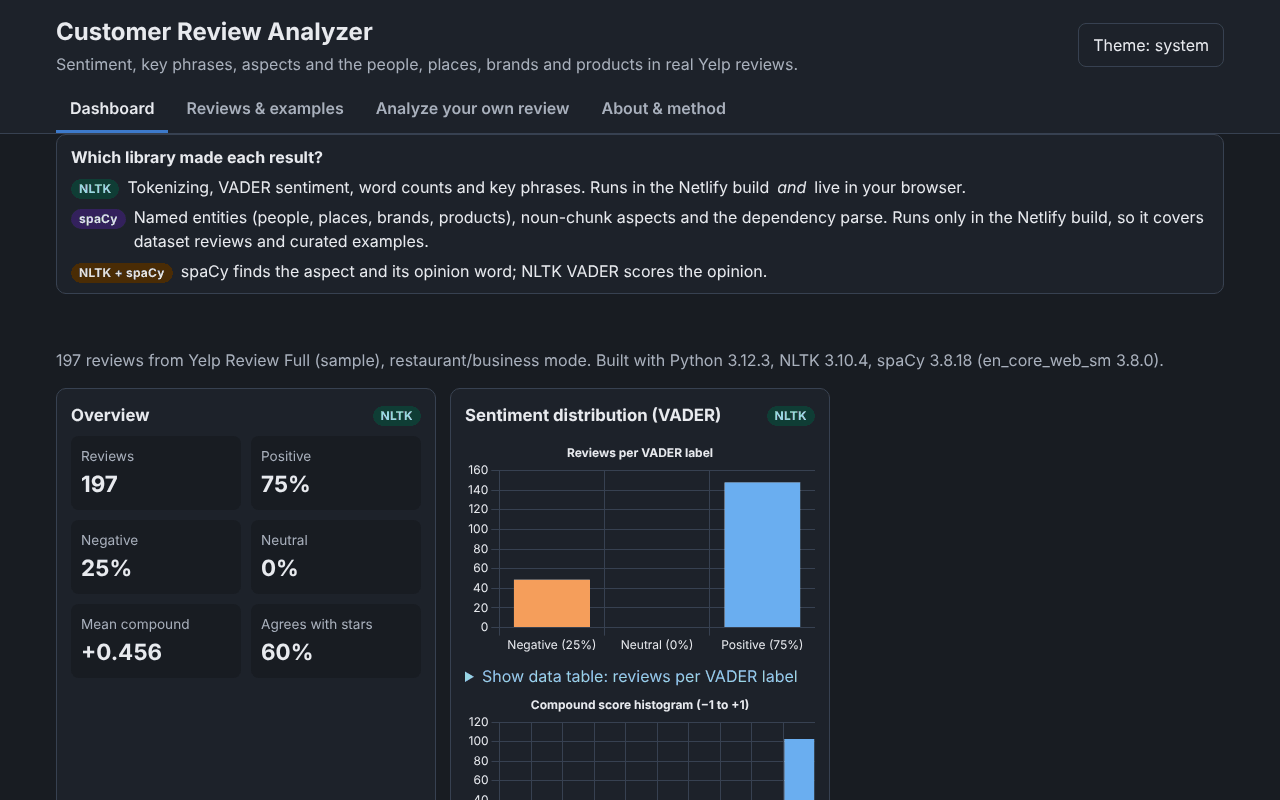 Customer Review Analyzer
Sentiment, key phrases, aspects and the people, places, brands and products in real Yelp reviews.
Theme: system
Dashboard
Reviews & examples
Analyze your own review
About & method
Which library made each result?
NLTK Tokenizing, VADER sentiment, word counts and key phrases. Runs in the Netlify build and live in your browser.
spaCy Named entities (people, places, brands, products), noun-chunk aspects and the dependency parse. Runs only in the Netlify build, so it covers
dataset reviews and curated examples.
NLTK + spaCy spaCy finds the aspect and its opinion word; NLTK VADER scores the opinion.
197 reviews from Yelp Review Full (sample), restaurant/business mode. Built with Python 3.12.3, NLTK 3.10.4, spaCy 3.8.18 (en_core_web_sm 3.8.0).
Overview NLTK
Reviews
197
Positive
75%
Negative
25%
Neutral
0%
Mean compound
+0.456
Agrees with stars
60%
Sentiment distribution (VADER) NLTK
Reviews per VADER label
160
140
120
100
80
60
40
20
0
Negative (25%) Neutral (0%) Positive (75%)
Show data table: reviews per VADER label
Compound score histogram (−1 to +1)
120
100
80
60
40